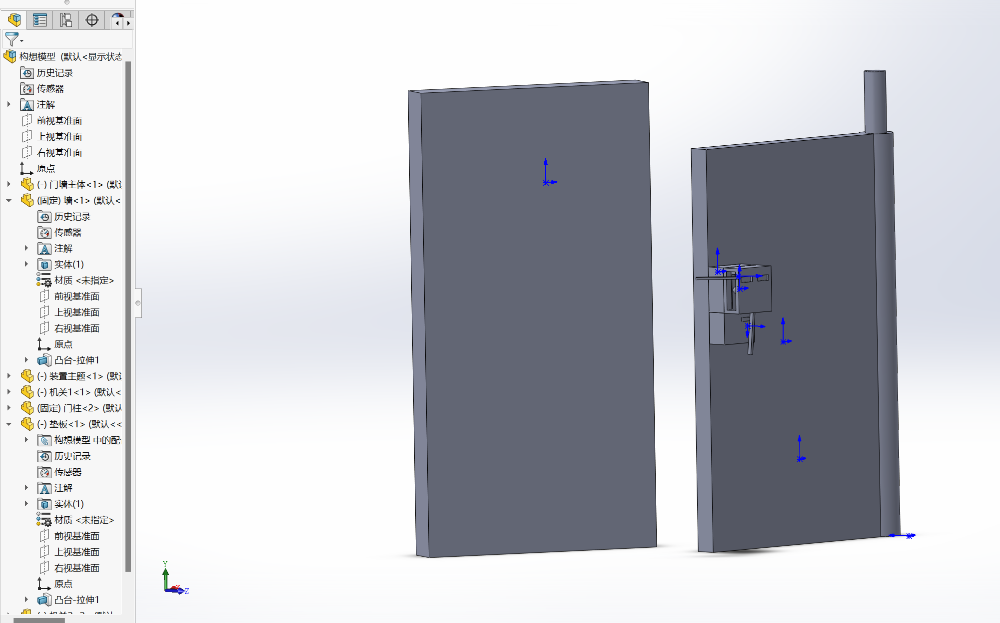 构想模型 (默认<显示状态
历史记录
传感器
注解
前视基准面
上视基准面
右视基准面
原点
(-) 门墙主体<1> (默认
(固定) 墙<1> (默认<
历史记录
传感器
注解
实体(1)
材质 <未指定>
前视基准面
上视基准面
右视基准面
原点
凸台-拉伸1
(-) 装置主题<1> (默认
(-) 机关1<1> (默认<
(固定) 门柱<2> (默认
(-) 垫板<1> (默认<<
构想模型 中的配合
历史记录
传感器
注解
实体(1)
材质 <未指定>
前视基准面
上视基准面
右视基准面
原点
凸台-拉伸1
Y
X
Z